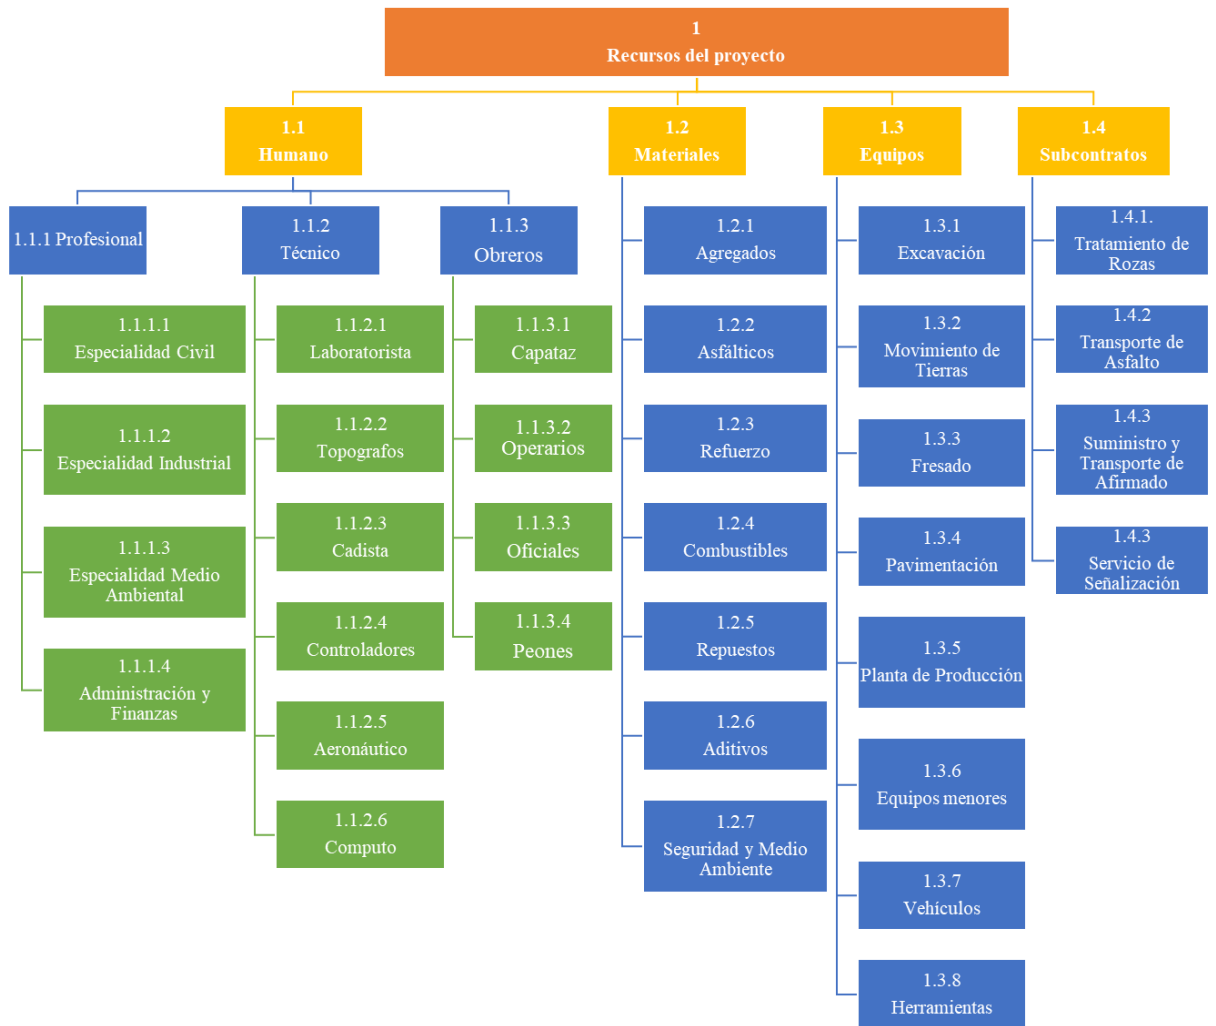 1
Recursos del proyecto
1.1
Humano
1.2
Materiales
1.3
Equipos
1.4
Subcontratos
1.1.1 Profesional
1.1.2
Técnico
1.1.3
Obreros
1.1.1.1
Especialidad Civil
1.1.1.2
Especialidad Industrial
1.1.1.3
Especialidad Medio
Ambiental
1.1.1.4
Administración y
Finanzas
1.1.2.1
Laboratorista
1.1.2.2
Topografos
1.1.2.3
Cadista
1.1.2.4
Controladores
1.1.2.5
Aeronáutico
1.1.2.6
Computo
1.1.3.1
Capataz
1.1.3.2
Operarios
1.1.3.3
Oficiales
1.1.3.4
Peones
1.2.1
Agregados
1.2.2
Asfálticos
1.2.3
Refuerzo
1.2.4
Combustibles
1.2.5
Repuestos
1.2.6
Aditivos
1.2.7
Seguridad y Medio
Ambiente
1.3.1
Excavación
1.3.2
Movimiento de
Tierras
1.3.3
Fresado
1.3.4
Pavimentación
1.3.5
Planta de Producción
1.3.6
Equipos menores
1.3.7
Vehículos
1.3.8
Herramientas
1.4.1.
Tratamiento de
Rozas
1.4.2
Transporte de
Asfalto
1.4.3
Suministro y
Transporte de
Afirmado
1.4.3
Servicio de
Señalización